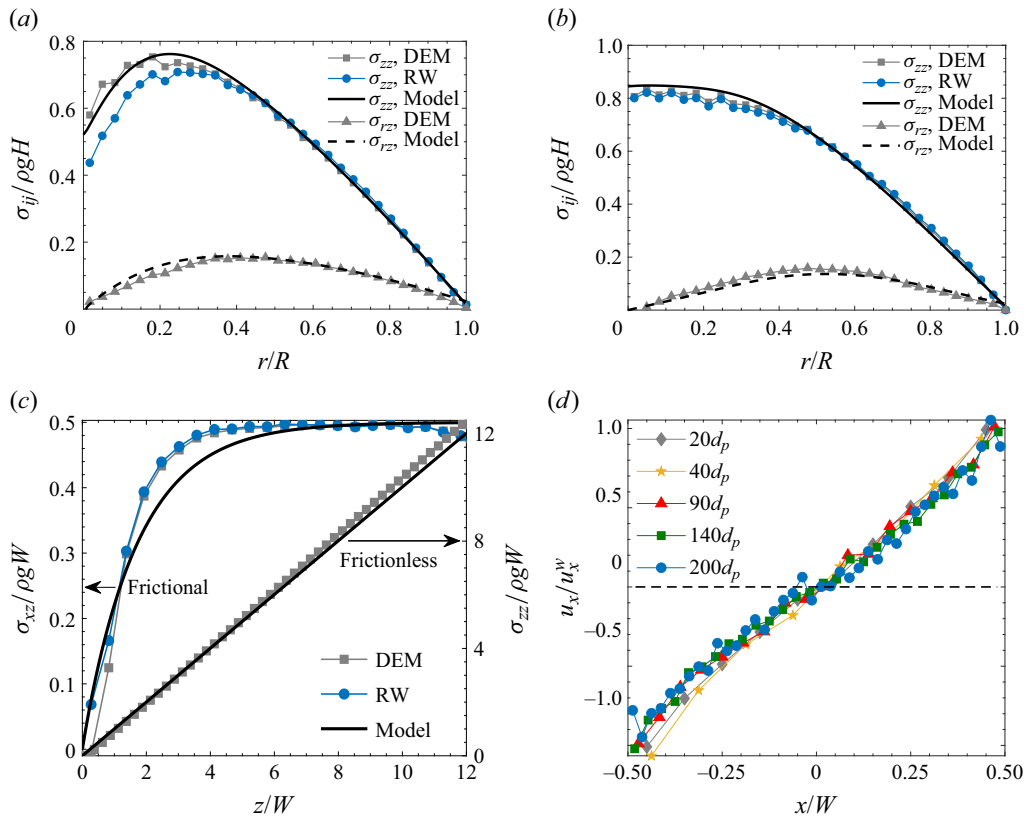 (a)
0.8
0.6
0.4
0.2
0
0.2
0.4
0.6
0.8
1.0
σij/ρgH
r/R
σzz, DEM
σzz, RW
σzz, Model
σrz, DEM
σrz, Model
(b)
1.0
0.8
0.6
0.4
0.2
0
0.2
0.4
0.6
0.8
1.0
σij/ρgH
r/R
σzz, DEM
σzz, RW
σzz, Model
σrz, DEM
σrz, Model
(c)
0.5
0.4
0.3
0.2
0.1
0
σxz/ρgW
0
2
4
6
8
10
12
z/W
12
8
4
0
σzz/ρgW
Frictional
Frictionless
DEM
RW
Model
(d)
1.0
0.5
0
−0.5
−1.0
ux/uxw
−0.50
−0.25
0
0.25
0.50
x/W
20dp
40dp
90dp
140dp
200dp